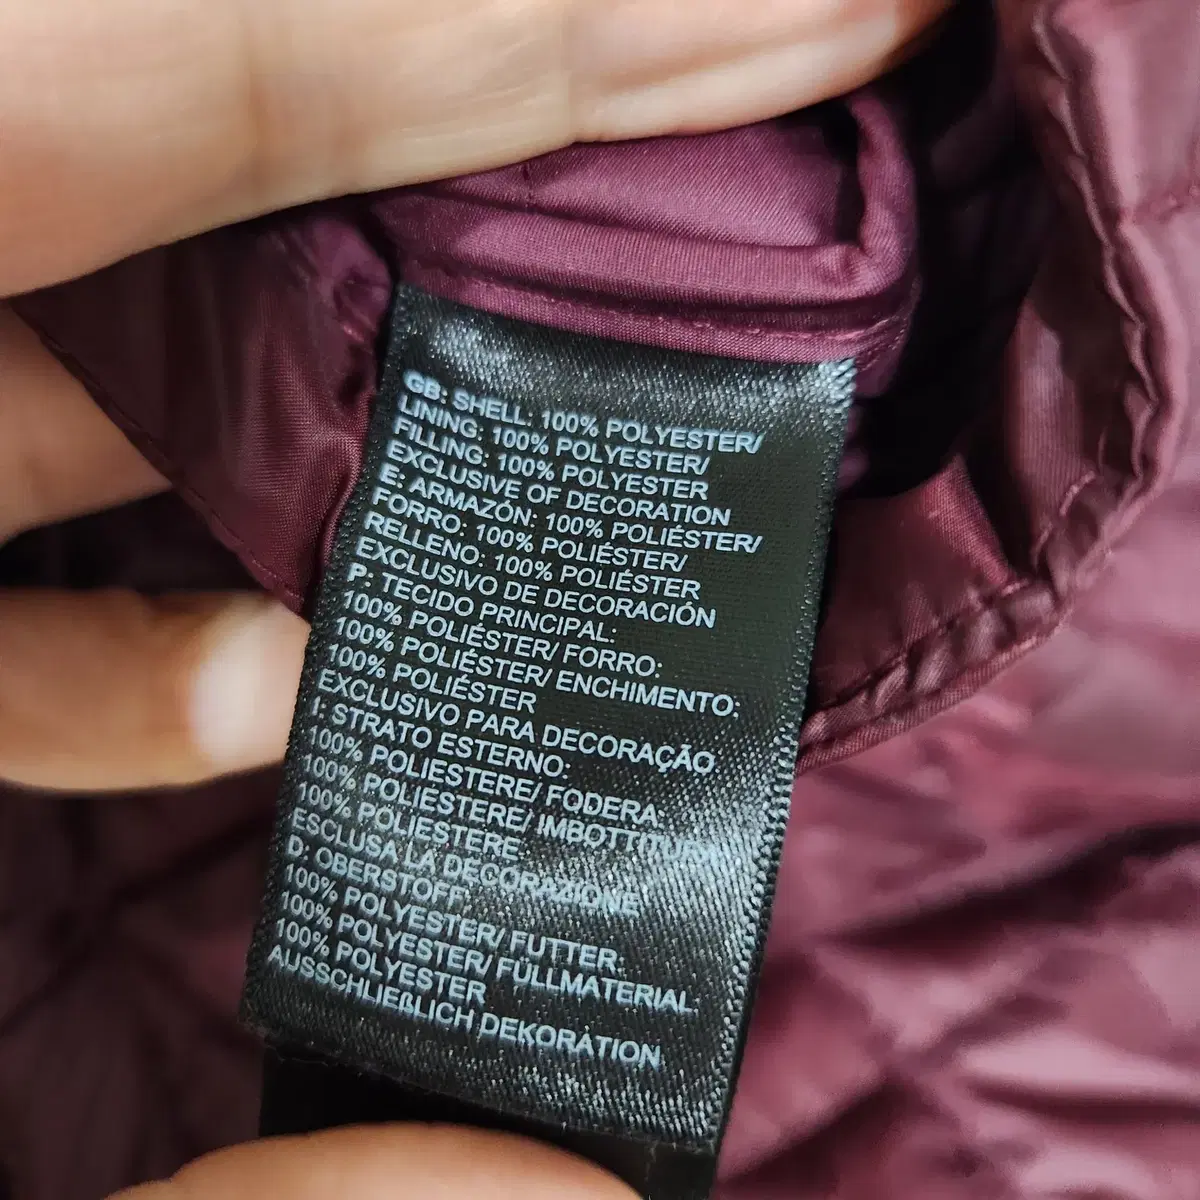 GB: SHELL: 100% POLYESTER/
LINING: 100% POLYESTER/
FILLING: 100% POLYESTER
EXCLUSIVE OF DECORATION
E: ARMAZÓN: 100% POLIÉSTER/
FORRO: 100% POLIÉSTER/
RELLENO: 100% POLIÉSTER
EXCLUSIVO DE DECORACIÓN
P: TECIDO PRINCIPAL:
100% POLIÉSTER/ FORRO:
100% POLIÉSTER/ ENCHIMENTO:
100% POLIÉSTER
EXCLUSIVO PARA DECORAÇÃO
I: STRATO ESTERNO:
100% POLIESTERE/ FODERA:
100% POLIESTERE/ IMBOTTITURA:
100% POLIESTERE
ESCLUSA LA DECORAZIONE
D: OBERSTOFF:
100% POLYESTER/ FUTTER:
100% POLYESTER/ FÜLLMATERIAL:
100% POLYESTER
AUSSCHLIEßLICH DEKORATION